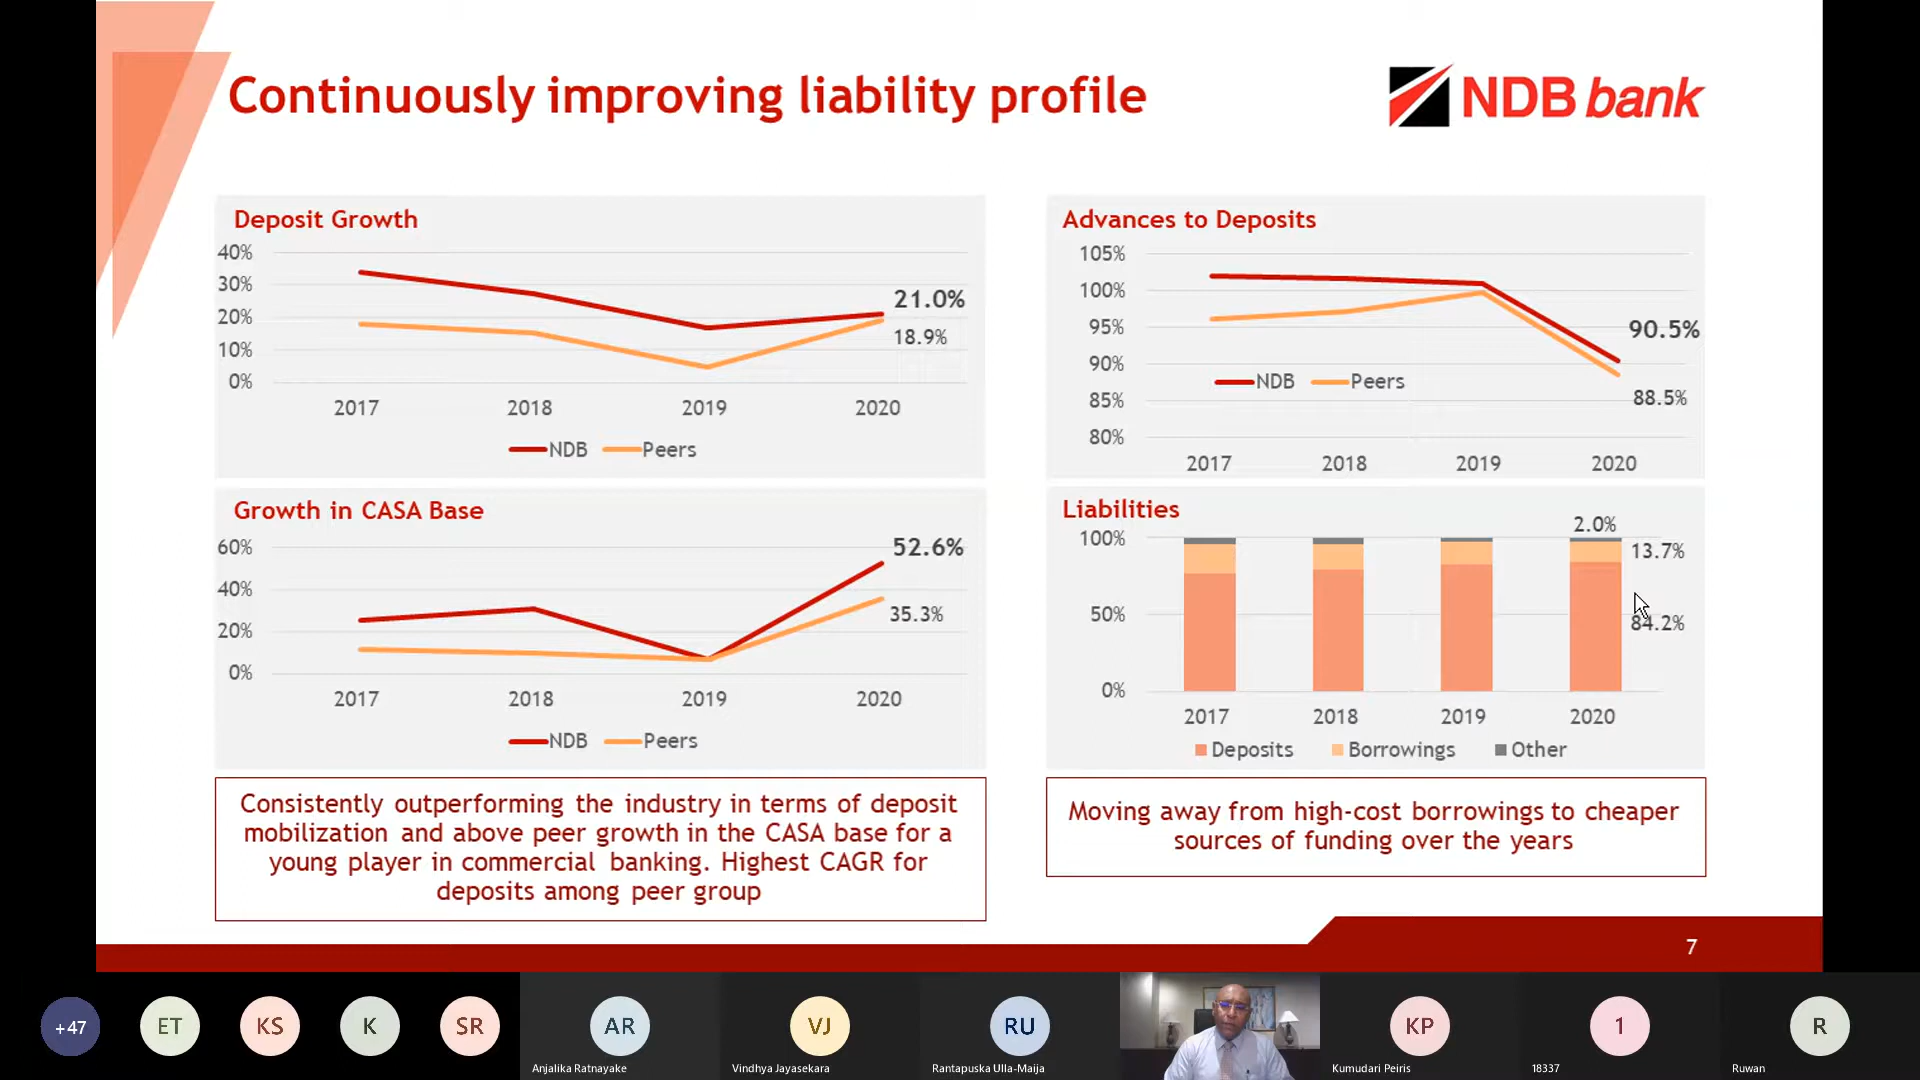 Continuously improving liability profile
NDB bank
Deposit Growth
40%
30%
20%
10%
0%
21.0%
18.9%
2017 2018 2019 2020
NDB Peers
Advances to Deposits
105%
100%
95%
90%
85%
80%
90.5%
88.5%
NDB Peers
2017 2018 2019 2020
Growth in CASA Base
60%
40%
20%
0%
52.6%
35.3%
2017 2018 2019 2020
NDB Peers
Liabilities
100%
50%
0%
2.0%
13.7%
84.2%
2017 2018 2019 2020
Deposits Borrowings Other
Consistently outperforming the industry in terms of deposit
mobilization and above peer growth in the CASA base for a
young player in commercial banking. Highest CAGR for
deposits among peer group
Moving away from high-cost borrowings to cheaper
sources of funding over the years
7
+47 ET KS K SR AR VJ RU KP 1 R
Anjalika Ratnayake Vindhya Jayasekara Rantapuska Ulla-Maija Kumudari Peiris 18337 Ruwan